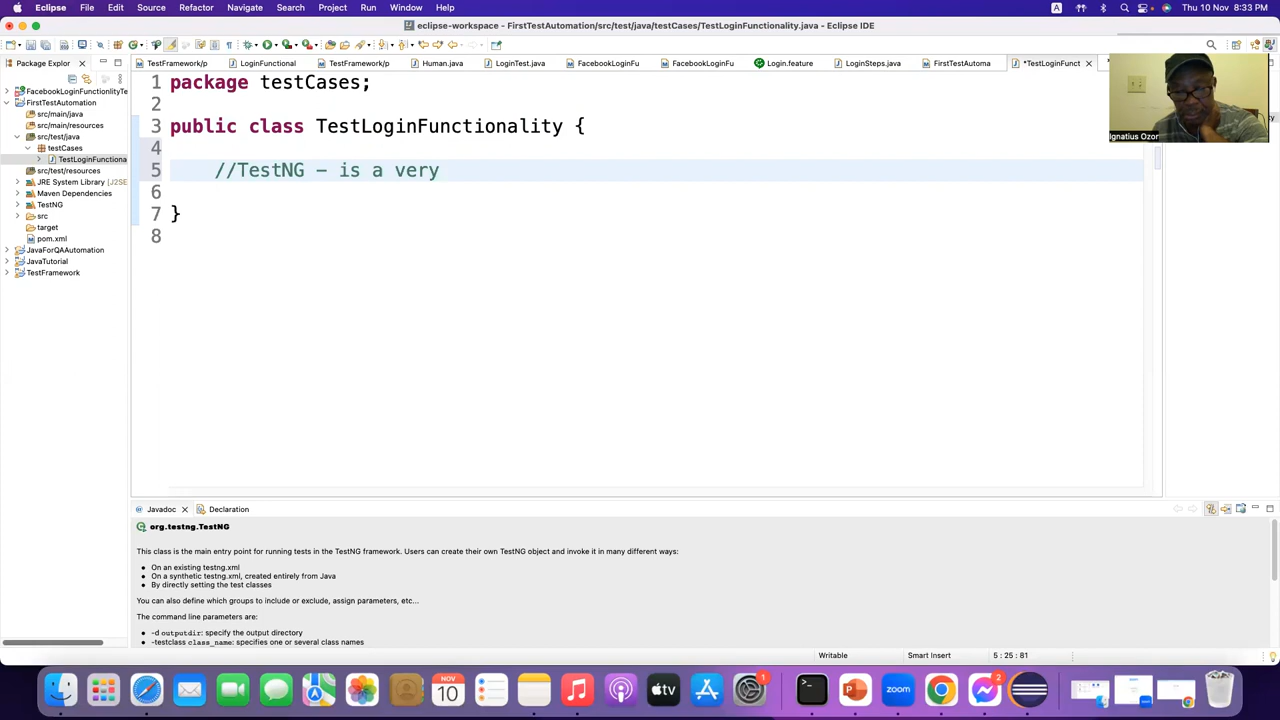 Eclipse File Edit Source Refactor Navigate Search Project Run Window Help Thu 10 Nov 8:33 PM
eclipse-workspace - FirstTestAutomation/src/test/java/testCases/TestLoginFunctionality.java - Eclipse IDE
Package Explor
TestFramework/p LoginFunctional TestFramework/p Human.java LoginTest.java FacebookLoginFu FacebookLoginFu Login.feature LoginSteps.java FirstTestAutoma *TestLoginFunct
FacebookLoginFunctionlityTe
FirstTestAutomation
src/main/java
src/main/resources
src/test/java
testCases
TestLoginFunctiona
src/test/resources
JRE System Library [J2SE
Maven Dependencies
TestNG
src
target
pom.xml
JavaForQAAutomation
JavaTutorial
TestFramework
1 package testCases;
2
3 public class TestLoginFunctionality {
4
5 //TestNG - is a very
6
7 }
8
Ignatius Ozor
Javadoc Declaration
org.testng.TestNG
This class is the main entry point for running tests in the TestNG framework. Users can create their own TestNG object and invoke it in many different ways:
On an existing testng.xml
On a synthetic testng.xml, created entirely from Java
By directly setting the test classes
You can also define which groups to include or exclude, assign parameters, etc...
The command line parameters are:
-d outputdir: specify the output directory
-testclass class_name: specifies one or several class names
Writable Smart Insert 5 : 25 : 81
NOV
10
tv
zoom
1
2